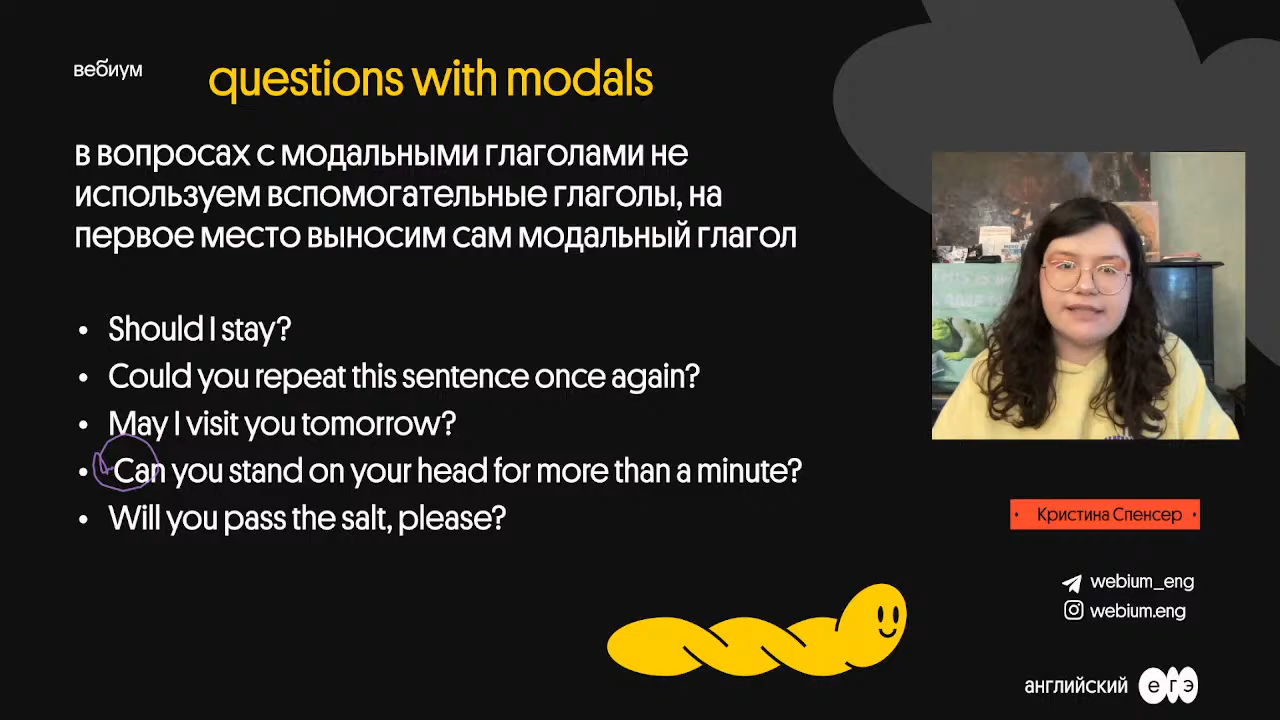 вебиум
questions with modals
в вопросах с модальными глаголами не
используем вспомогательные глаголы, на
первое место выносим сам модальный глагол
• Should I stay?
• Could you repeat this sentence once again?
• May I visit you tomorrow?
• Can you stand on your head for more than a minute?
• Will you pass the salt, please?
• Кристина Спенсер •
webium_eng
webium.eng
английский егэ